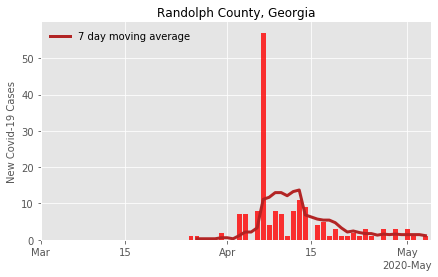 Randolph County, Georgia
7 day moving average
New Covid-19 Cases
50
40
30
20
10
0
Mar
15
Apr
15
May
2020-May